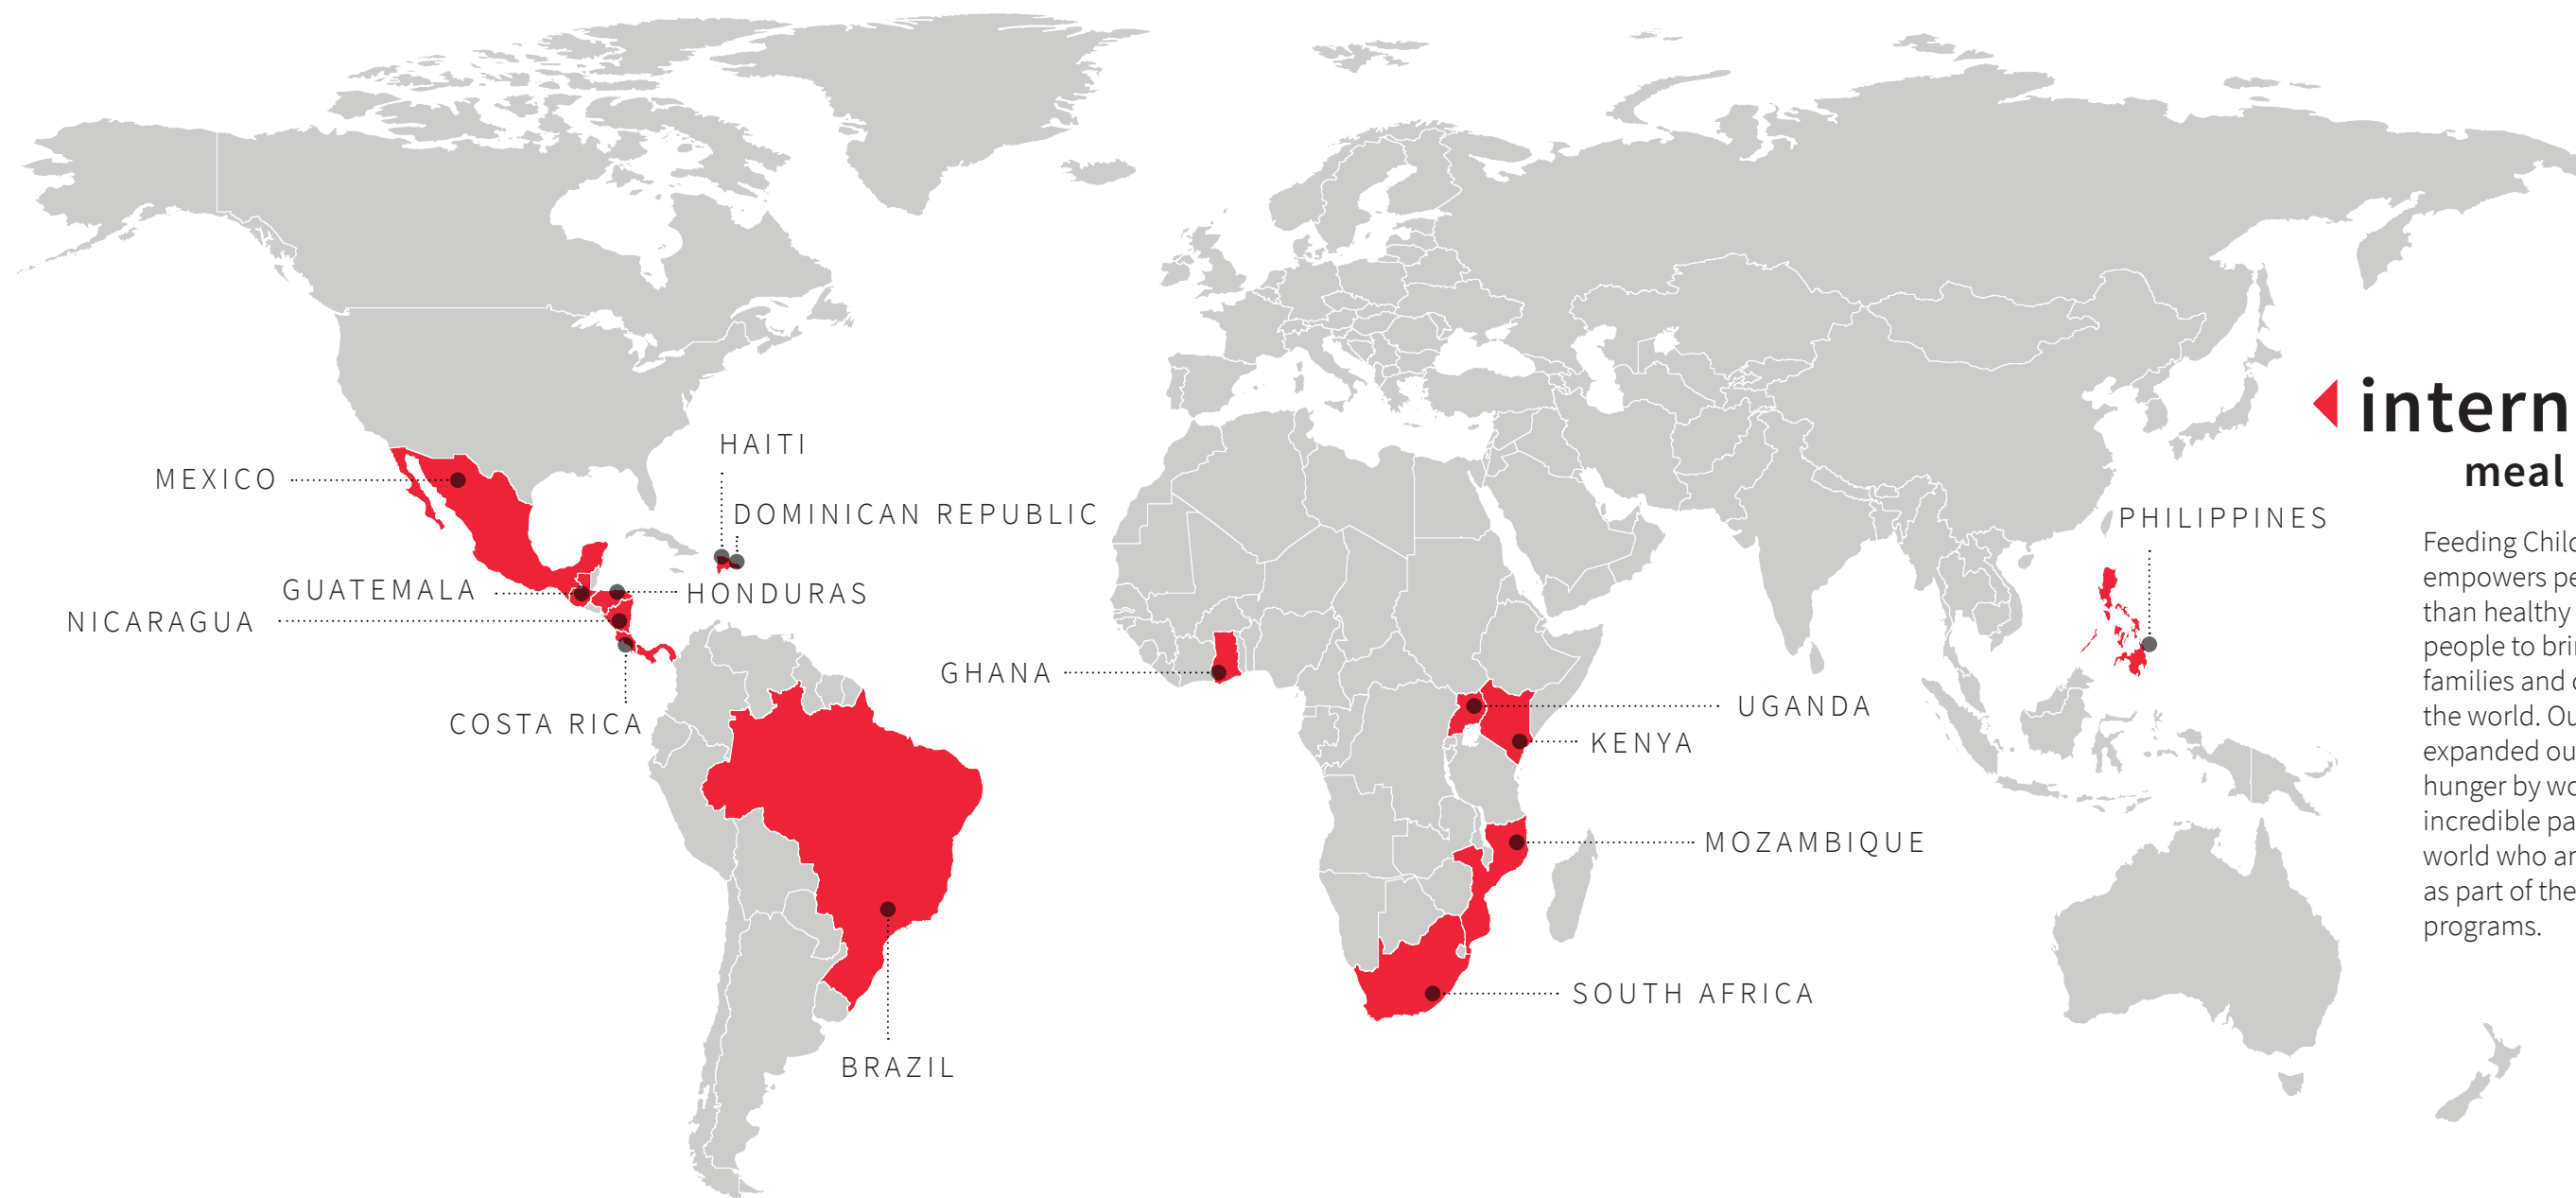 HAITI
MEXICO
DOMINICAN REPUBLIC
GUATEMALA
HONDURAS
NICARAGUA
COSTA RICA
GHANA
BRAZIL
UGANDA
KENYA
MOZAMBIQUE
SOUTH AFRICA
PHILIPPINES
intern
meal
Feeding Child
empowers pe
than healthy
people to brin
families and
the world. Ou
expanded ou
hunger by wo
incredible pa
world who ar
as part of the
programs.